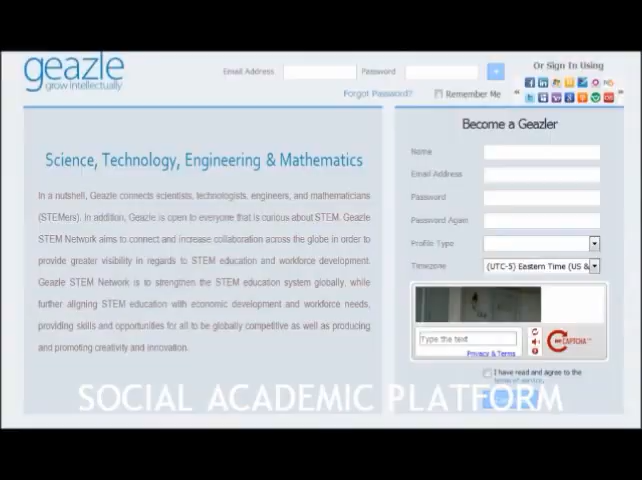 geazle
grow intellectually
Email Address
Password
+
Forgot Password?
Remember Me
Or Sign In Using
Science, Technology, Engineering & Mathematics
In a nutshell, Geazle connects scientists, technologists, engineers, and mathematicians
(STEMers). In addition, Geazle is open to everyone that is curious about STEM. Geazle
STEM Network aims to connect and increase collaboration across the globe in order to
provide greater visibility in regards to STEM education and workforce development.
Geazle STEM Network is to strengthen the STEM education system globally, while
further aligning STEM education with economic development and workforce needs,
providing skills and opportunities for all to be globally competitive as well as producing
and promoting creativity and innovation.
Become a Geazler
Name
Email Address
Password
Password Again
Profile Type
Timezone
(UTC-5) Eastern Time (US &
Type the text
Privacy & Terms
reCAPTCHA™
I have read and agree to the
terms of service.
SOCIAL ACADEMIC PLATFORM